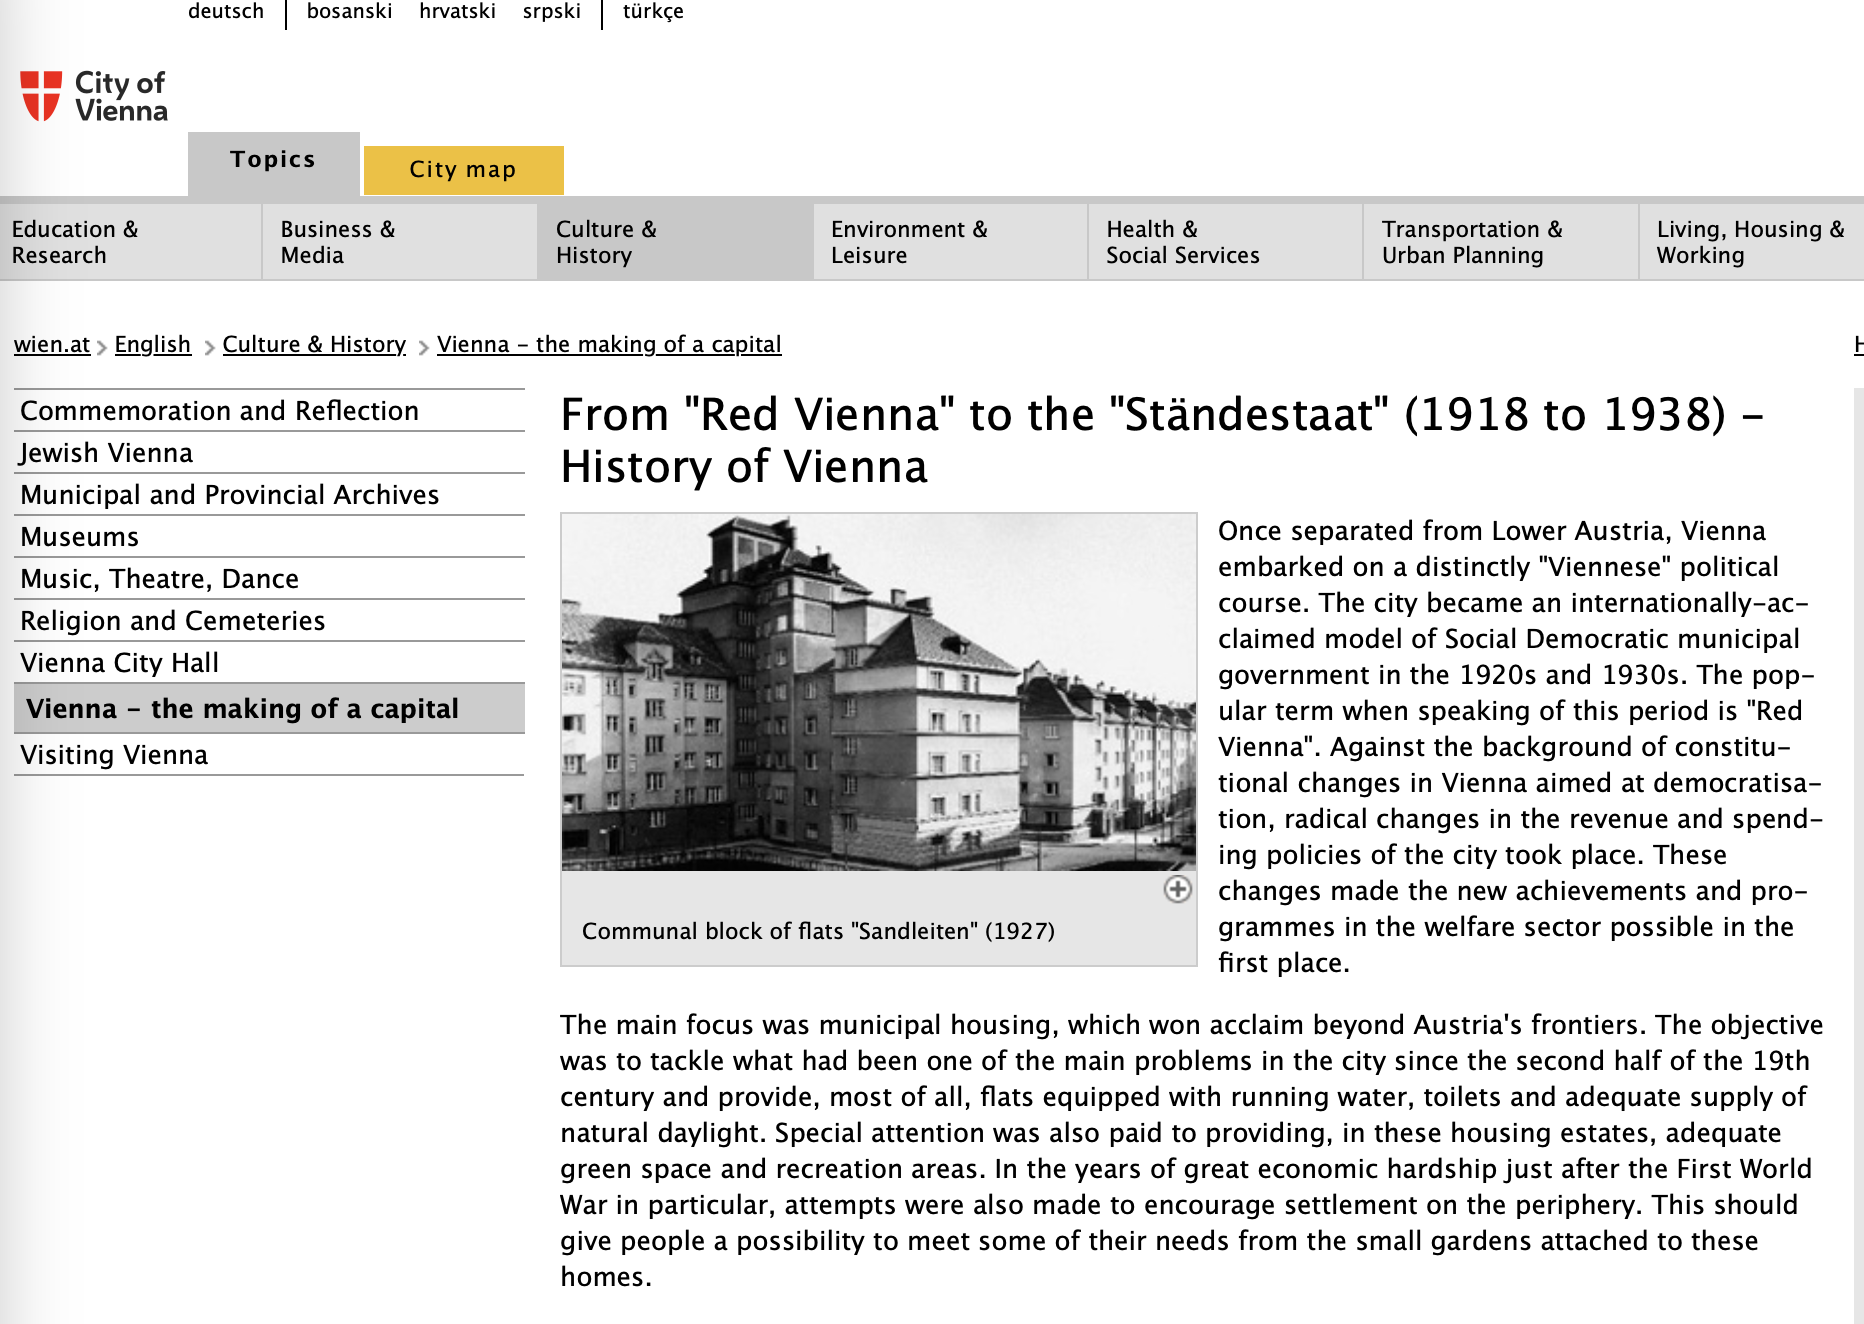 deutsch bosanski hrvatski srpski türkçe
City of
Vienna
Topics
City map
Education &
Research
Business &
Media
Culture &
History
Environment &
Leisure
Health &
Social Services
Transportation &
Urban Planning
Living, Housing &
Working
wien.at English Culture & History Vienna – the making of a capital
Commemoration and Reflection
Jewish Vienna
Municipal and Provincial Archives
Museums
Music, Theatre, Dance
Religion and Cemeteries
Vienna City Hall
Vienna – the making of a capital
Visiting Vienna
From "Red Vienna" to the "Ständestaat" (1918 to 1938) –
History of Vienna
Communal block of flats "Sandleiten" (1927)
Once separated from Lower Austria, Vienna
embarked on a distinctly "Viennese" political
course. The city became an internationally-ac-
claimed model of Social Democratic municipal
government in the 1920s and 1930s. The pop-
ular term when speaking of this period is "Red
Vienna". Against the background of constitu-
tional changes in Vienna aimed at democratisa-
tion, radical changes in the revenue and spend-
ing policies of the city took place. These
changes made the new achievements and pro-
grammes in the welfare sector possible in the
first place.
The main focus was municipal housing, which won acclaim beyond Austria's frontiers. The objective
was to tackle what had been one of the main problems in the city since the second half of the 19th
century and provide, most of all, flats equipped with running water, toilets and adequate supply of
natural daylight. Special attention was also paid to providing, in these housing estates, adequate
green space and recreation areas. In the years of great economic hardship just after the First World
War in particular, attempts were also made to encourage settlement on the periphery. This should
give people a possibility to meet some of their needs from the small gardens attached to these
homes.